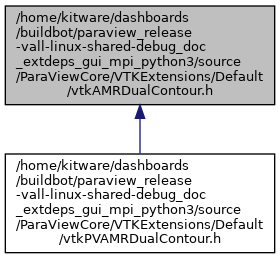 /home/kitware/dashboards
/buildbot/paraview_release
-vall-linux-shared-debug_doc
_extdeps_gui_mpi_python3/source
/ParaViewCore/VTKExtensions/Default
/vtkAMRDualContour.h
/home/kitware/dashboards
/buildbot/paraview_release
-vall-linux-shared-debug_doc
_extdeps_gui_mpi_python3/source
/ParaViewCore/VTKExtensions/Default
/vtkPVAMRDualContour.h